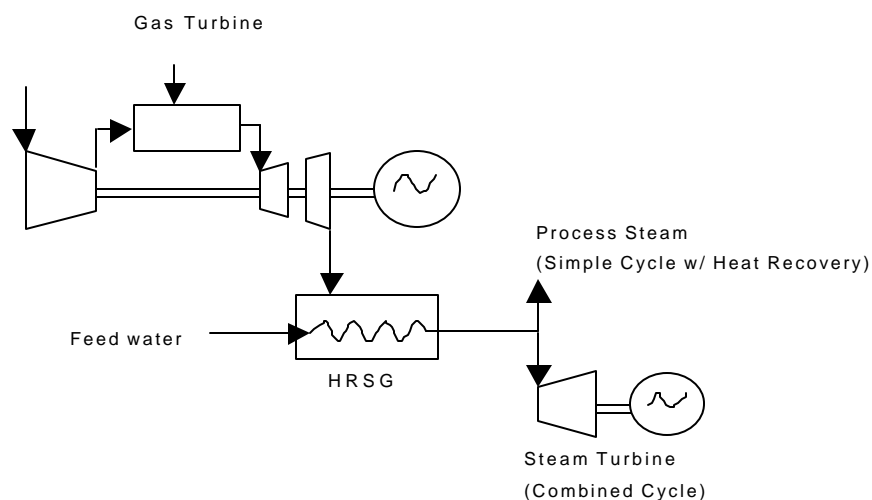 Gas Turbine
Process Steam
(Simple Cycle w/ Heat Recovery)
Feed water
HRSG
Steam Turbine
(Combined Cycle)